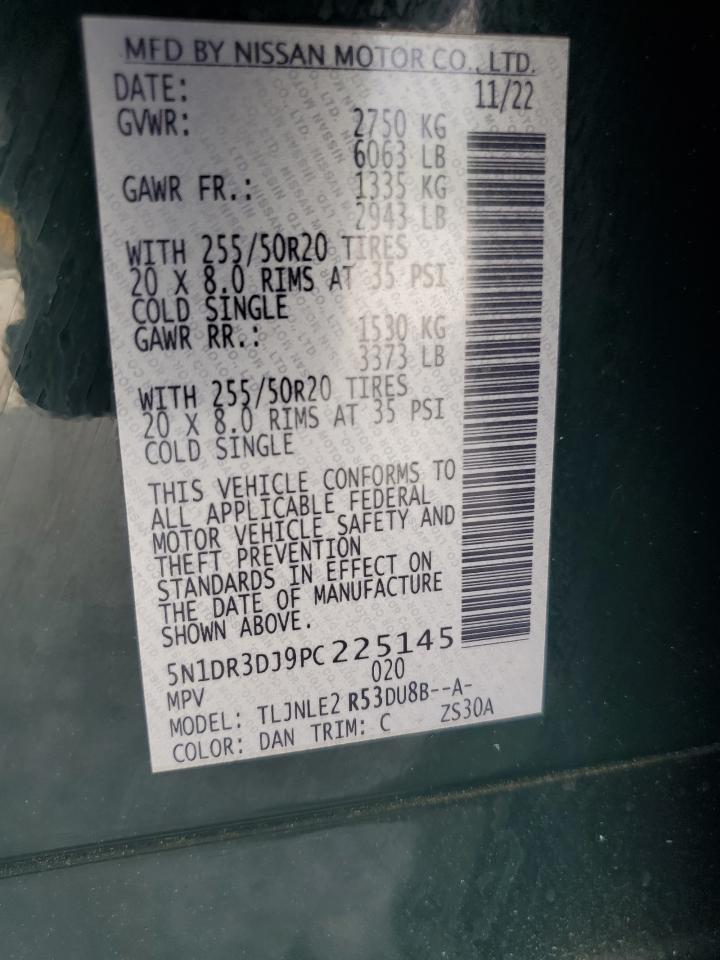 MFD BY NISSAN MOTOR CO., LTD.
DATE: 11/22
GVWR: 2750 KG
6063 LB
GAWR FR.: 1335 KG
2943 LB
WITH 255/50R20 TIRES
20 X 8.0 RIMS AT 35 PSI
COLD SINGLE
GAWR RR.: 1530 KG
3373 LB
WITH 255/50R20 TIRES
20 X 8.0 RIMS AT 35 PSI
COLD SINGLE
THIS VEHICLE CONFORMS TO
ALL APPLICABLE FEDERAL
MOTOR VEHICLE SAFETY AND
THEFT PREVENTION
STANDARDS IN EFFECT ON
THE DATE OF MANUFACTURE
SHOWN ABOVE.
5N1DR3DJ9PC225145
MPV 020
MODEL: TLJNLE2 R53DU8B--A-
COLOR: DAN TRIM: C ZS30A